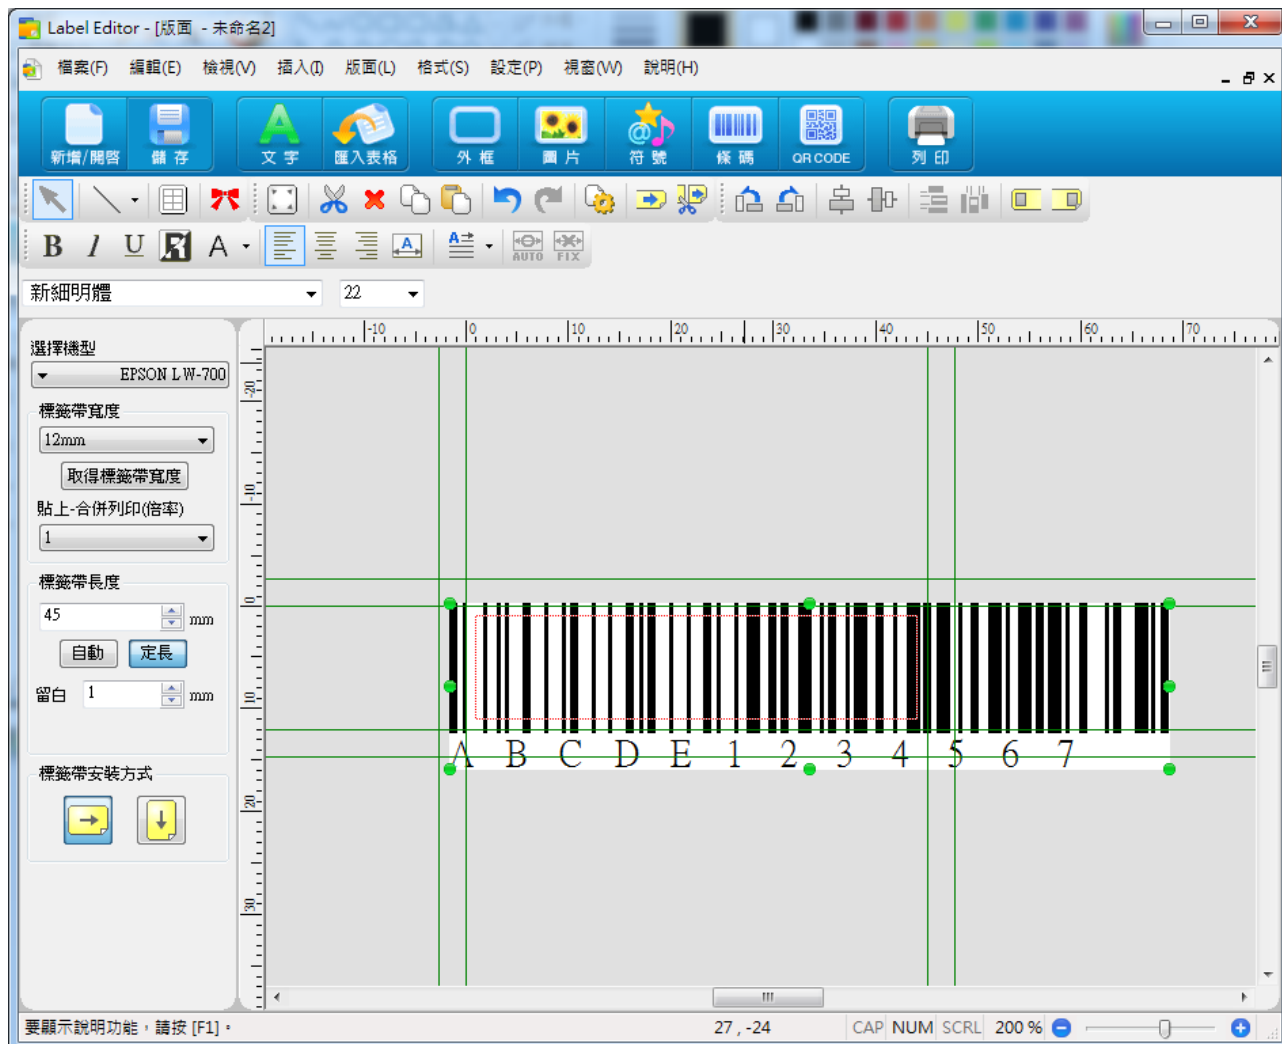 Label Editor - [版面  - 未命名2]
檔案(F) 編輯(E) 檢視(V) 插入(I) 版面(L) 格式(S) 設定(P) 視窗(W) 說明(H)
新增/開啓 儲存 文字 匯入表格 外框 圖片 符號 條碼 QR CODE 列印
B I U A A A AUTO FIX
新細明體 22
選擇機型
EPSON LW-700
標籤帶寬度
12mm
取得標籤帶寬度
貼上-合併列印(倍率)
1
標籤帶長度
45 mm
自動 定長
留白 1 mm
標籤帶安裝方式
-10 0 10 20 30 40 50 60 70
-20
-10
0
10
20
30
A B C D E 1 2 3 4 5 6 7
要顯示說明功能，請按 [F1]。
27 , -24 CAP NUM SCRL 200 %